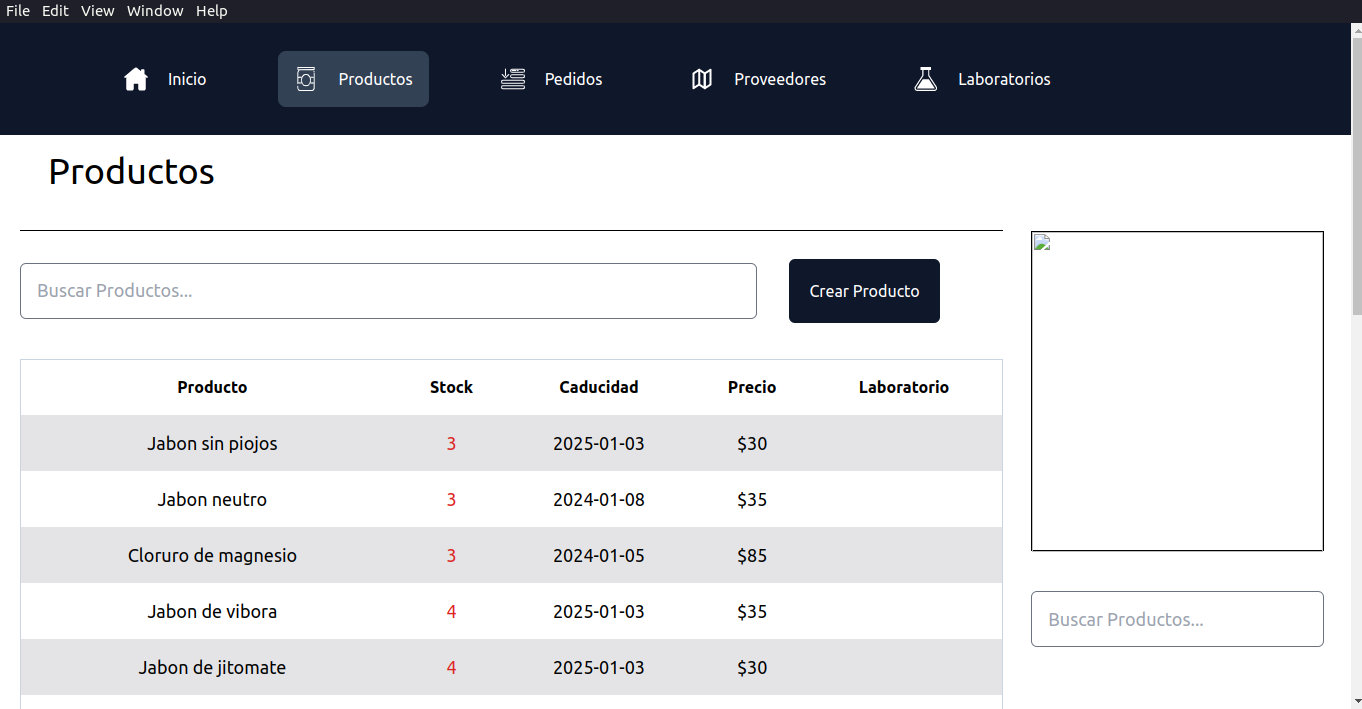 File Edit View Window Help
Inicio Productos Pedidos Proveedores Laboratorios
Productos
Buscar Productos... Crear Producto
Producto Stock Caducidad Precio Laboratorio
Jabon sin piojos 3 2025-01-03 $30
Jabon neutro 3 2024-01-08 $35
Cloruro de magnesio 3 2024-01-05 $85
Jabon de vibora 4 2025-01-03 $35
Buscar Productos...
Jabon de jitomate 4 2025-01-03 $30